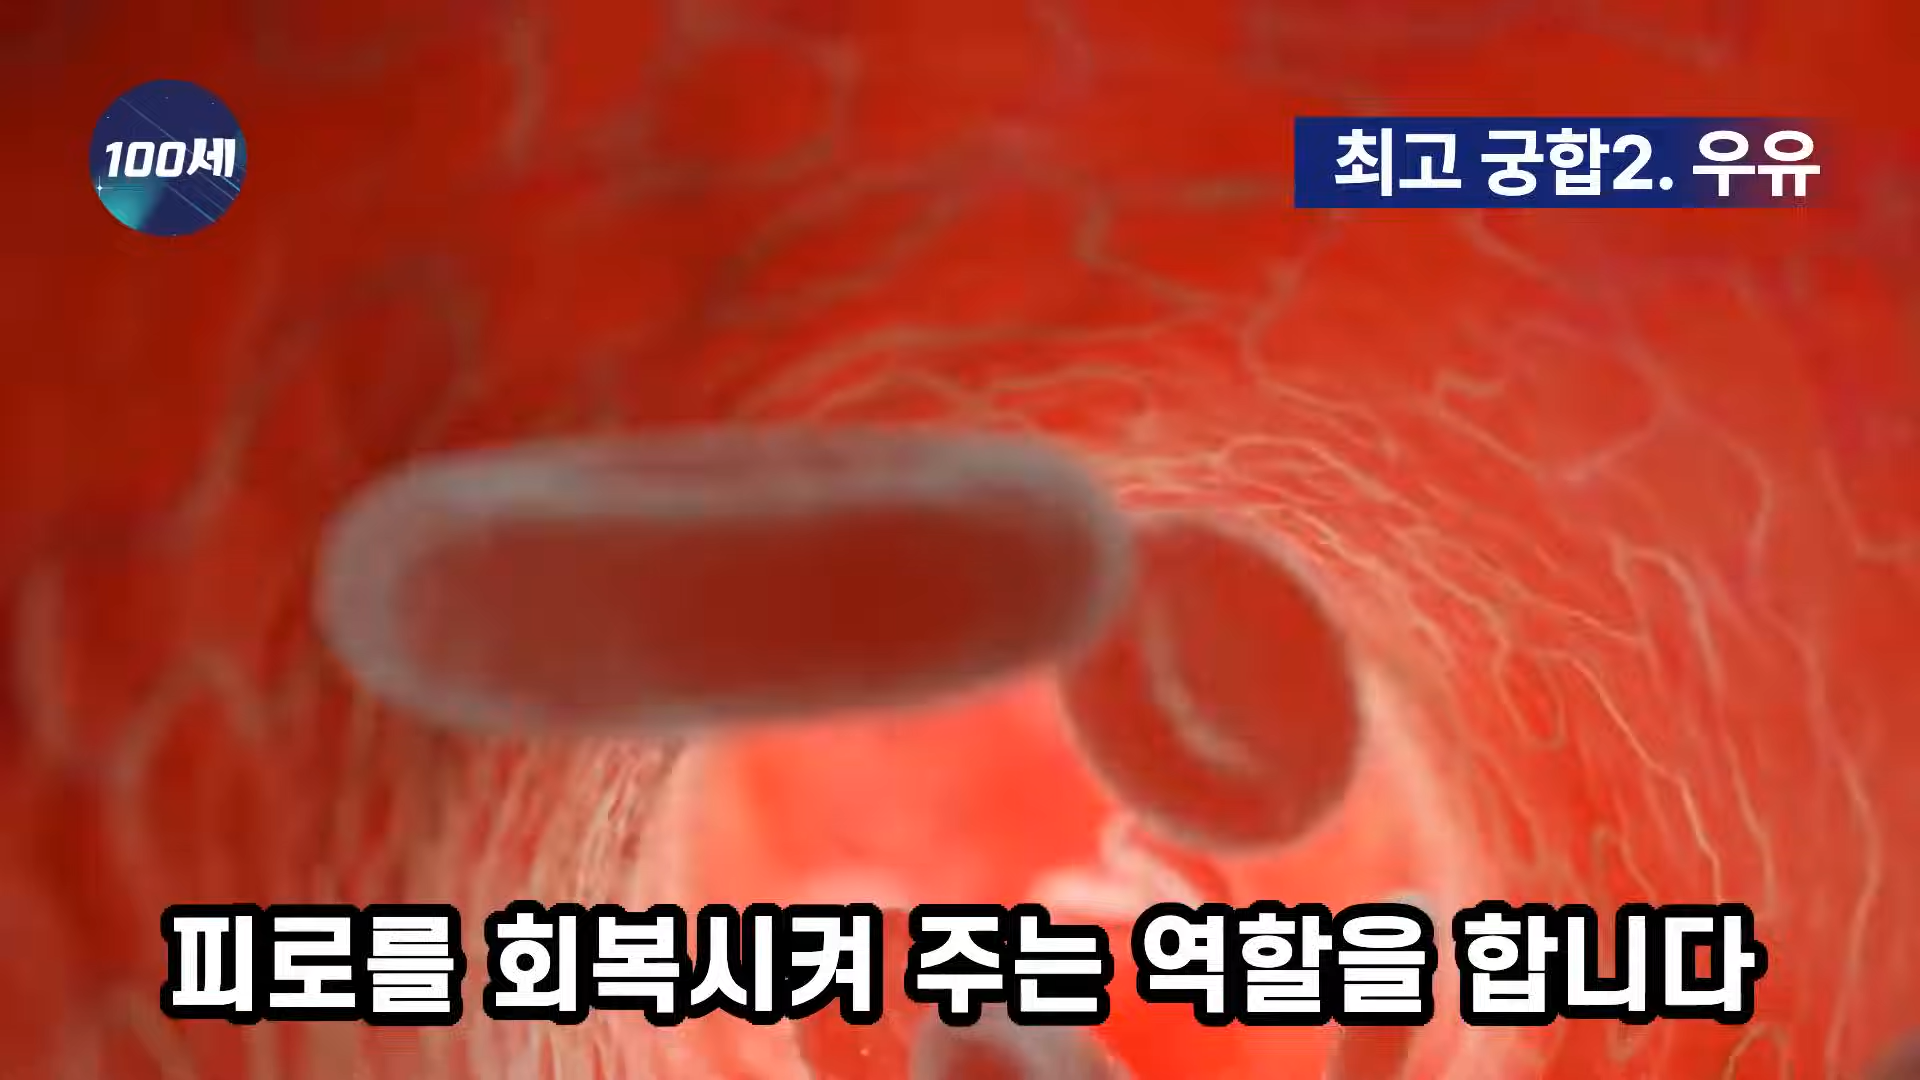 100세
최고 궁합2. 우유
피로를 회복시켜 주는 역할을 합니다